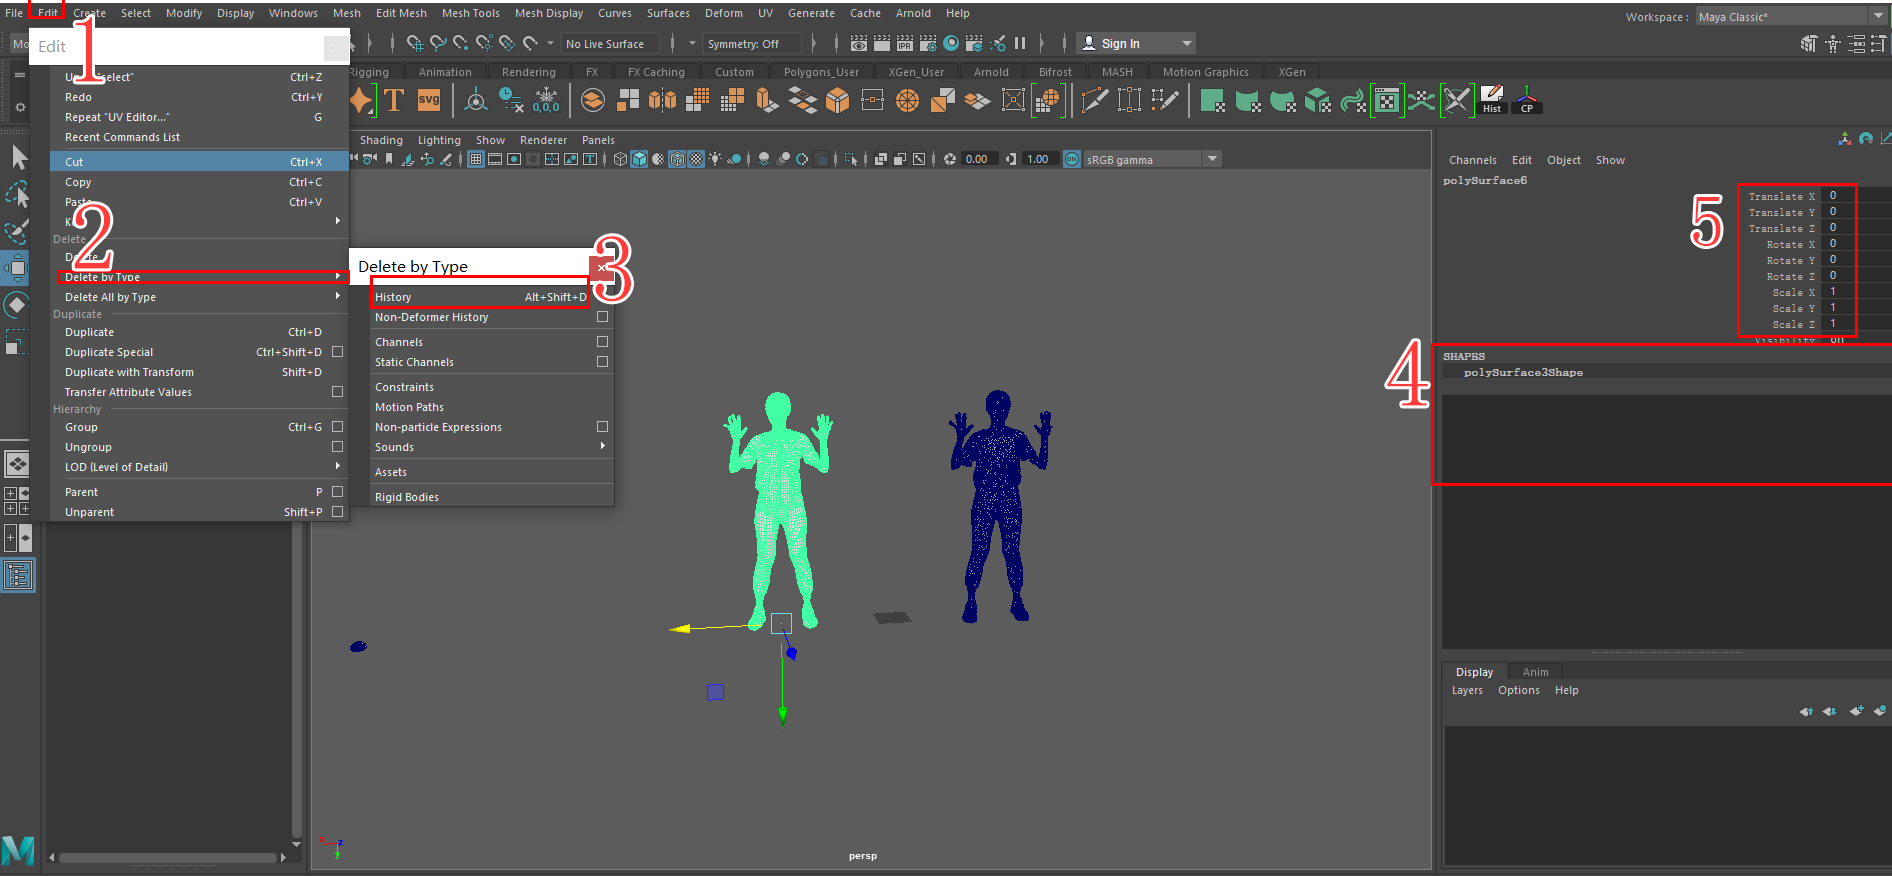 File Edit Create Select Modify Display Windows Mesh Edit Mesh Mesh Tools Mesh Display Curves Surfaces Deform UV Generate Cache Arnold Help
Workspace : Maya Classic*
1
Edit
No Live Surface
Symmetry: Off
Sign In
Rigging Animation Rendering FX FX Caching Custom Polygons_User XGen_User Arnold Bifrost MASH Motion Graphics XGen
T SVG 0,0,0 Hist CP
IPR
Ctrl+Z
Redo Ctrl+Y
Repeat "UV Editor..." G
Recent Commands List
Cut Ctrl+X
Copy Ctrl+C
Paste Ctrl+V
2
Delete
Delete
Delete by Type
Delete All by Type
Duplicate
Duplicate Ctrl+D
Duplicate Special Ctrl+Shift+D
Duplicate with Transform Shift+D
Transfer Attribute Values
Hierarchy
Group Ctrl+G
Ungroup
LOD (Level of Detail)
Parent P
Unparent Shift+P
Delete by Type
3
History Alt+Shift+D
Non-Deformer History
Channels
Static Channels
Constraints
Motion Paths
Non-particle Expressions
Sounds
Assets
Rigid Bodies
Shading Lighting Show Renderer Panels
0.00 1.00 ON sRGB gamma
persp
Channels Edit Object Show
polySurface6
5
Translate X 0
Translate Y 0
Translate Z 0
Rotate X 0
Rotate Y 0
Rotate Z 0
Scale X 1
Scale Y 1
Scale Z 1
Visibility on
4
SHAPES
polySurface3Shape
Display Anim
Layers Options Help